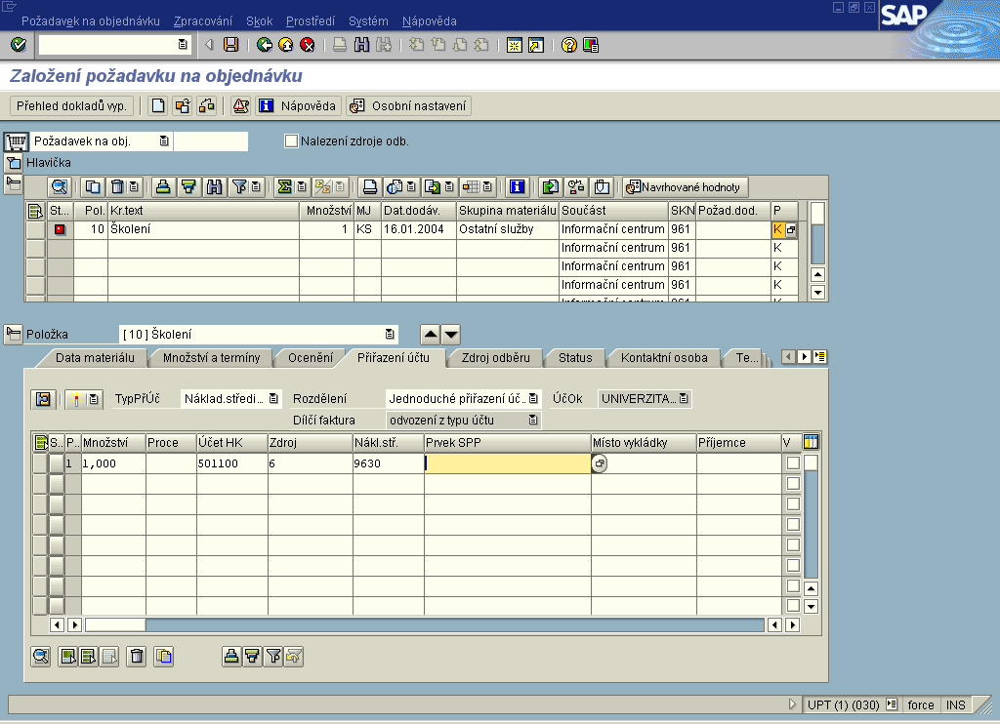 Požadavek na objednávku Zpracování Skok Prostředí Systém Nápověda
SAP
Založení požadavku na objednávku
Přehled dokladů vyp. Nápověda Osobní nastavení
Požadavek na obj. Nalezení zdroje odb.
Hlavička
Navrhované hodnoty
St... Pol. Kr.text Množství MJ Dat.dodáv. Skupina materiálu Součást SKN Požad.dod. P
10 Školení 1 KS 16.01.2004 Ostatní služby Informační centrum 961 K
Informační centrum 961 K
Informační centrum 961 K
Informační centrum 961 K
Informační centrum 961 K
Položka [ 10 ] Školení
Data materiálu Množství a termíny Ocenění Přiřazení účtu Zdroj odběru Status Kontaktní osoba Te...
TypPřÚč Náklad.středi... Rozdělení Jednoduché přiřazení úč.. ÚčOk UNIVERZITA...
Dílčí faktura odvození z typu účtu
S.. P.. Množství Proce Účet HK Zdroj Nákl.stř. Prvek SPP Místo vykládky Příjemce V
1 1,000 501100 6 9630
UPT (1) (030) force INS